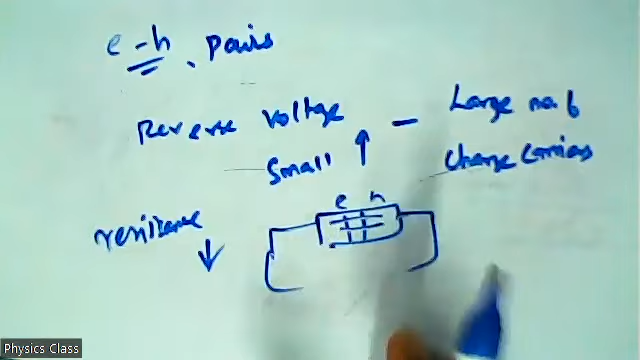 e - h . pairs
Reverse voltage - Large no. of
Small ↑ charge carriers
e h
resistance ↓
Physics Class